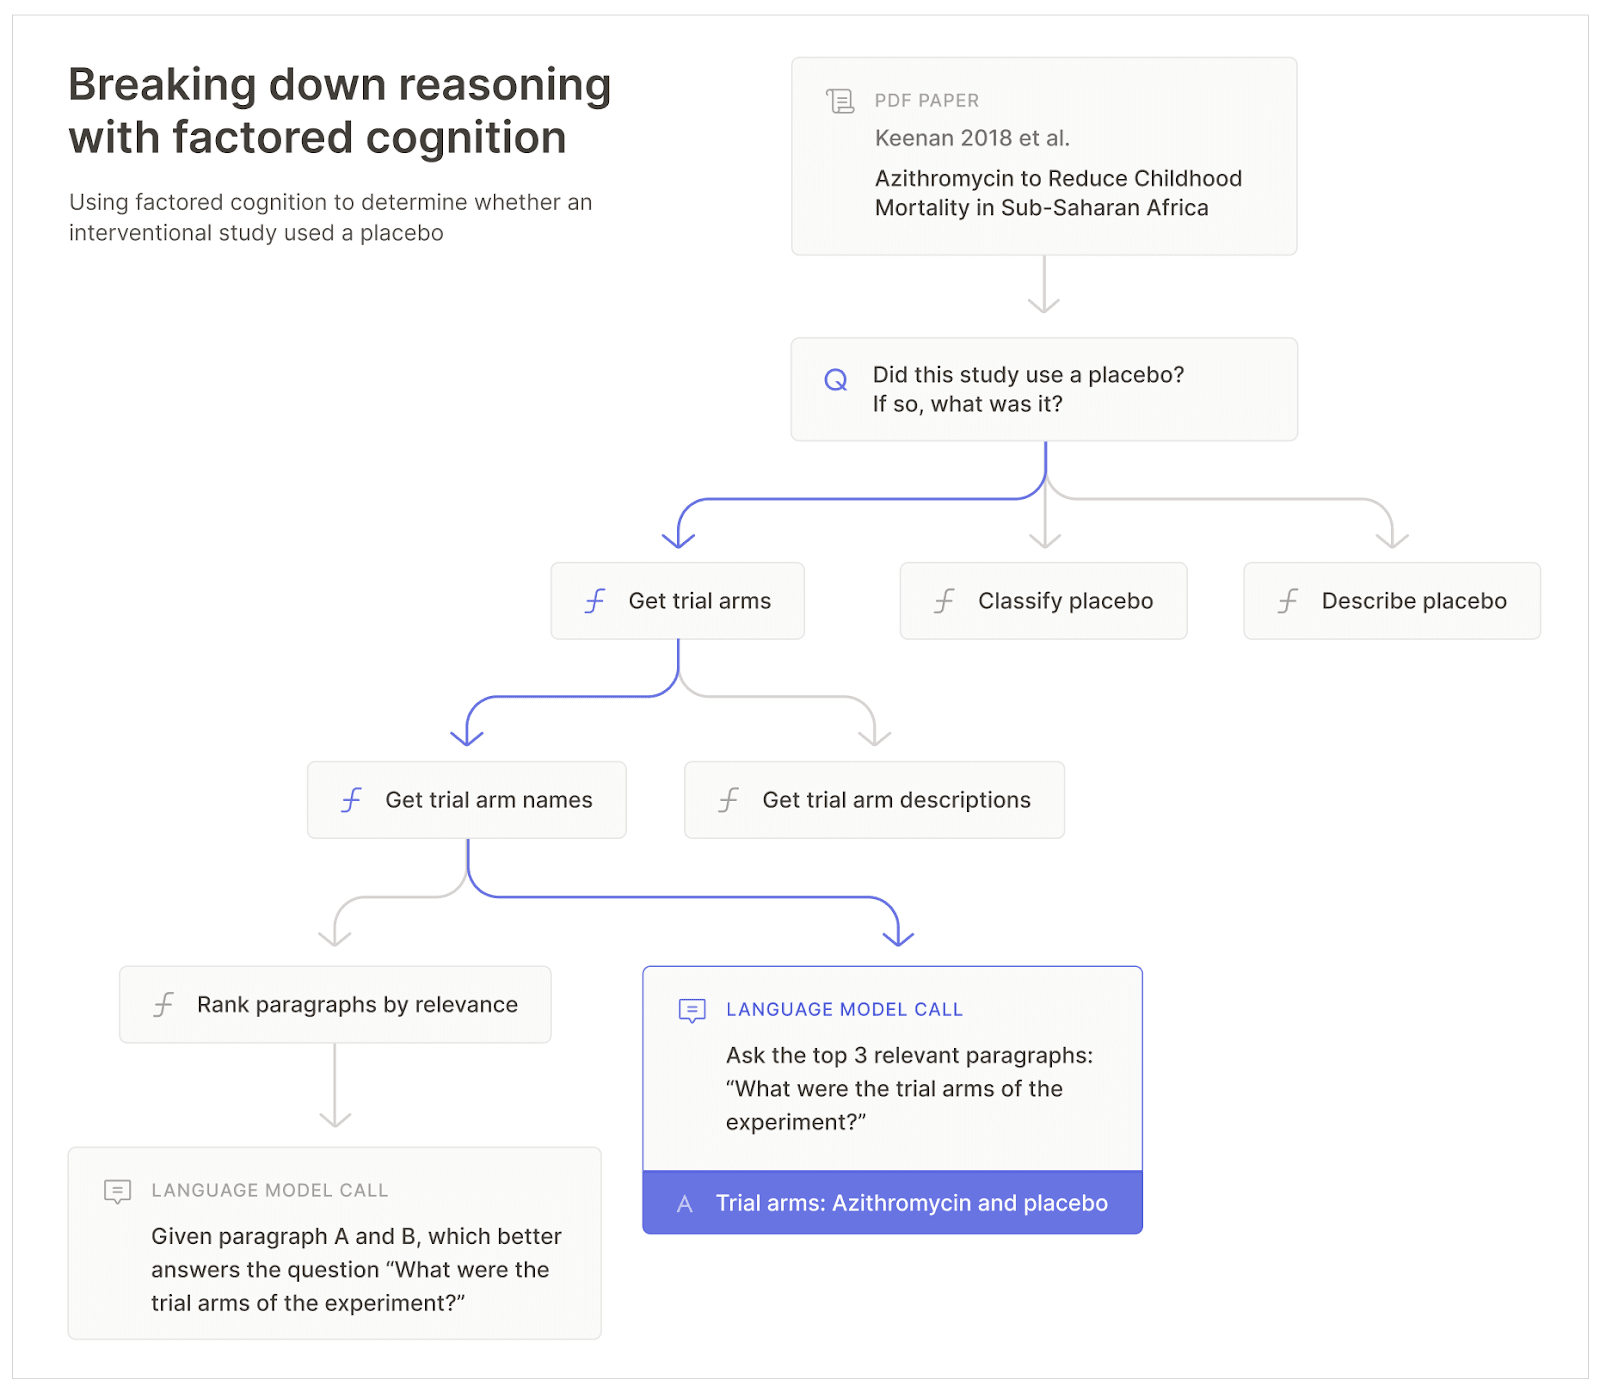 Breaking down reasoning
with factored cognition
Using factored cognition to determine whether an
interventional study used a placebo
PDF PAPER
Keenan 2018 et al.
Azithromycin to Reduce Childhood
Mortality in Sub-Saharan Africa
Q
Did this study use a placebo?
If so, what was it?
f Get trial arms
f Classify placebo
f Describe placebo
f Get trial arm names
f Get trial arm descriptions
f Rank paragraphs by relevance
LANGUAGE MODEL CALL
Ask the top 3 relevant paragraphs:
“What were the trial arms of the
experiment?”
A Trial arms: Azithromycin and placebo
LANGUAGE MODEL CALL
Given paragraph A and B, which better
answers the question “What were the
trial arms of the experiment?”